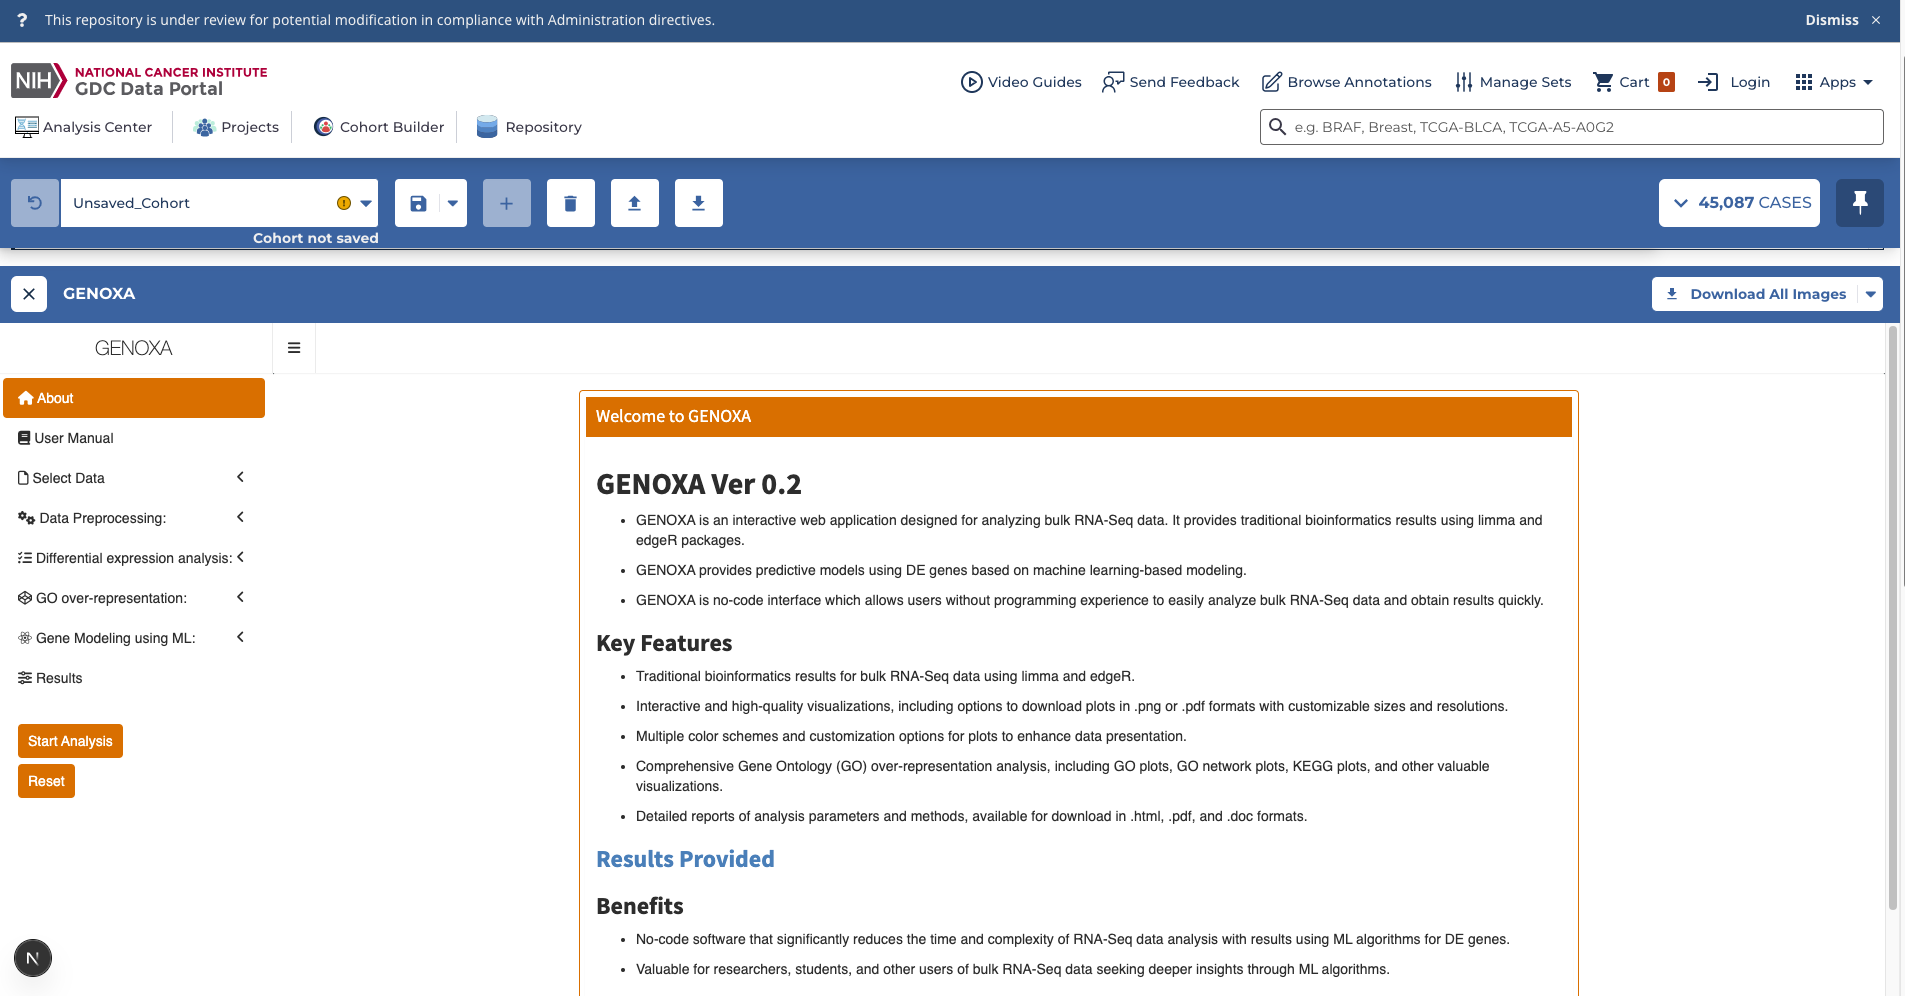 ? This repository is under review for potential modification in compliance with Administration directives. Dismiss
NIH NATIONAL CANCER INSTITUTE
GDC Data Portal
Video Guides Send Feedback Browse Annotations Manage Sets Cart 0 Login Apps
Analysis Center Projects Cohort Builder Repository
e.g. BRAF, Breast, TCGA-BLCA, TCGA-A5-A0G2
Unsaved_Cohort
45,087 CASES
Cohort not saved
GENOXA
Download All Images
GENOXA
About
User Manual
Select Data
Data Preprocessing:
Differential expression analysis:
GO over-representation:
Gene Modeling using ML:
Results
Start Analysis
Reset
N
Welcome to GENOXA
GENOXA Ver 0.2
• GENOXA is an interactive web application designed for analyzing bulk RNA-Seq data. It provides traditional bioinformatics results using limma and
edgeR packages.
• GENOXA provides predictive models using DE genes based on machine learning-based modeling.
• GENOXA is no-code interface which allows users without programming experience to easily analyze bulk RNA-Seq data and obtain results quickly.
Key Features
• Traditional bioinformatics results for bulk RNA-Seq data using limma and edgeR.
• Interactive and high-quality visualizations, including options to download plots in .png or .pdf formats with customizable sizes and resolutions.
• Multiple color schemes and customization options for plots to enhance data presentation.
• Comprehensive Gene Ontology (GO) over-representation analysis, including GO plots, GO network plots, KEGG plots, and other valuable
visualizations.
• Detailed reports of analysis parameters and methods, available for download in .html, .pdf, and .doc formats.
Results Provided
Benefits
• No-code software that significantly reduces the time and complexity of RNA-Seq data analysis with results using ML algorithms for DE genes.
• Valuable for researchers, students, and other users of bulk RNA-Seq data seeking deeper insights through ML algorithms.